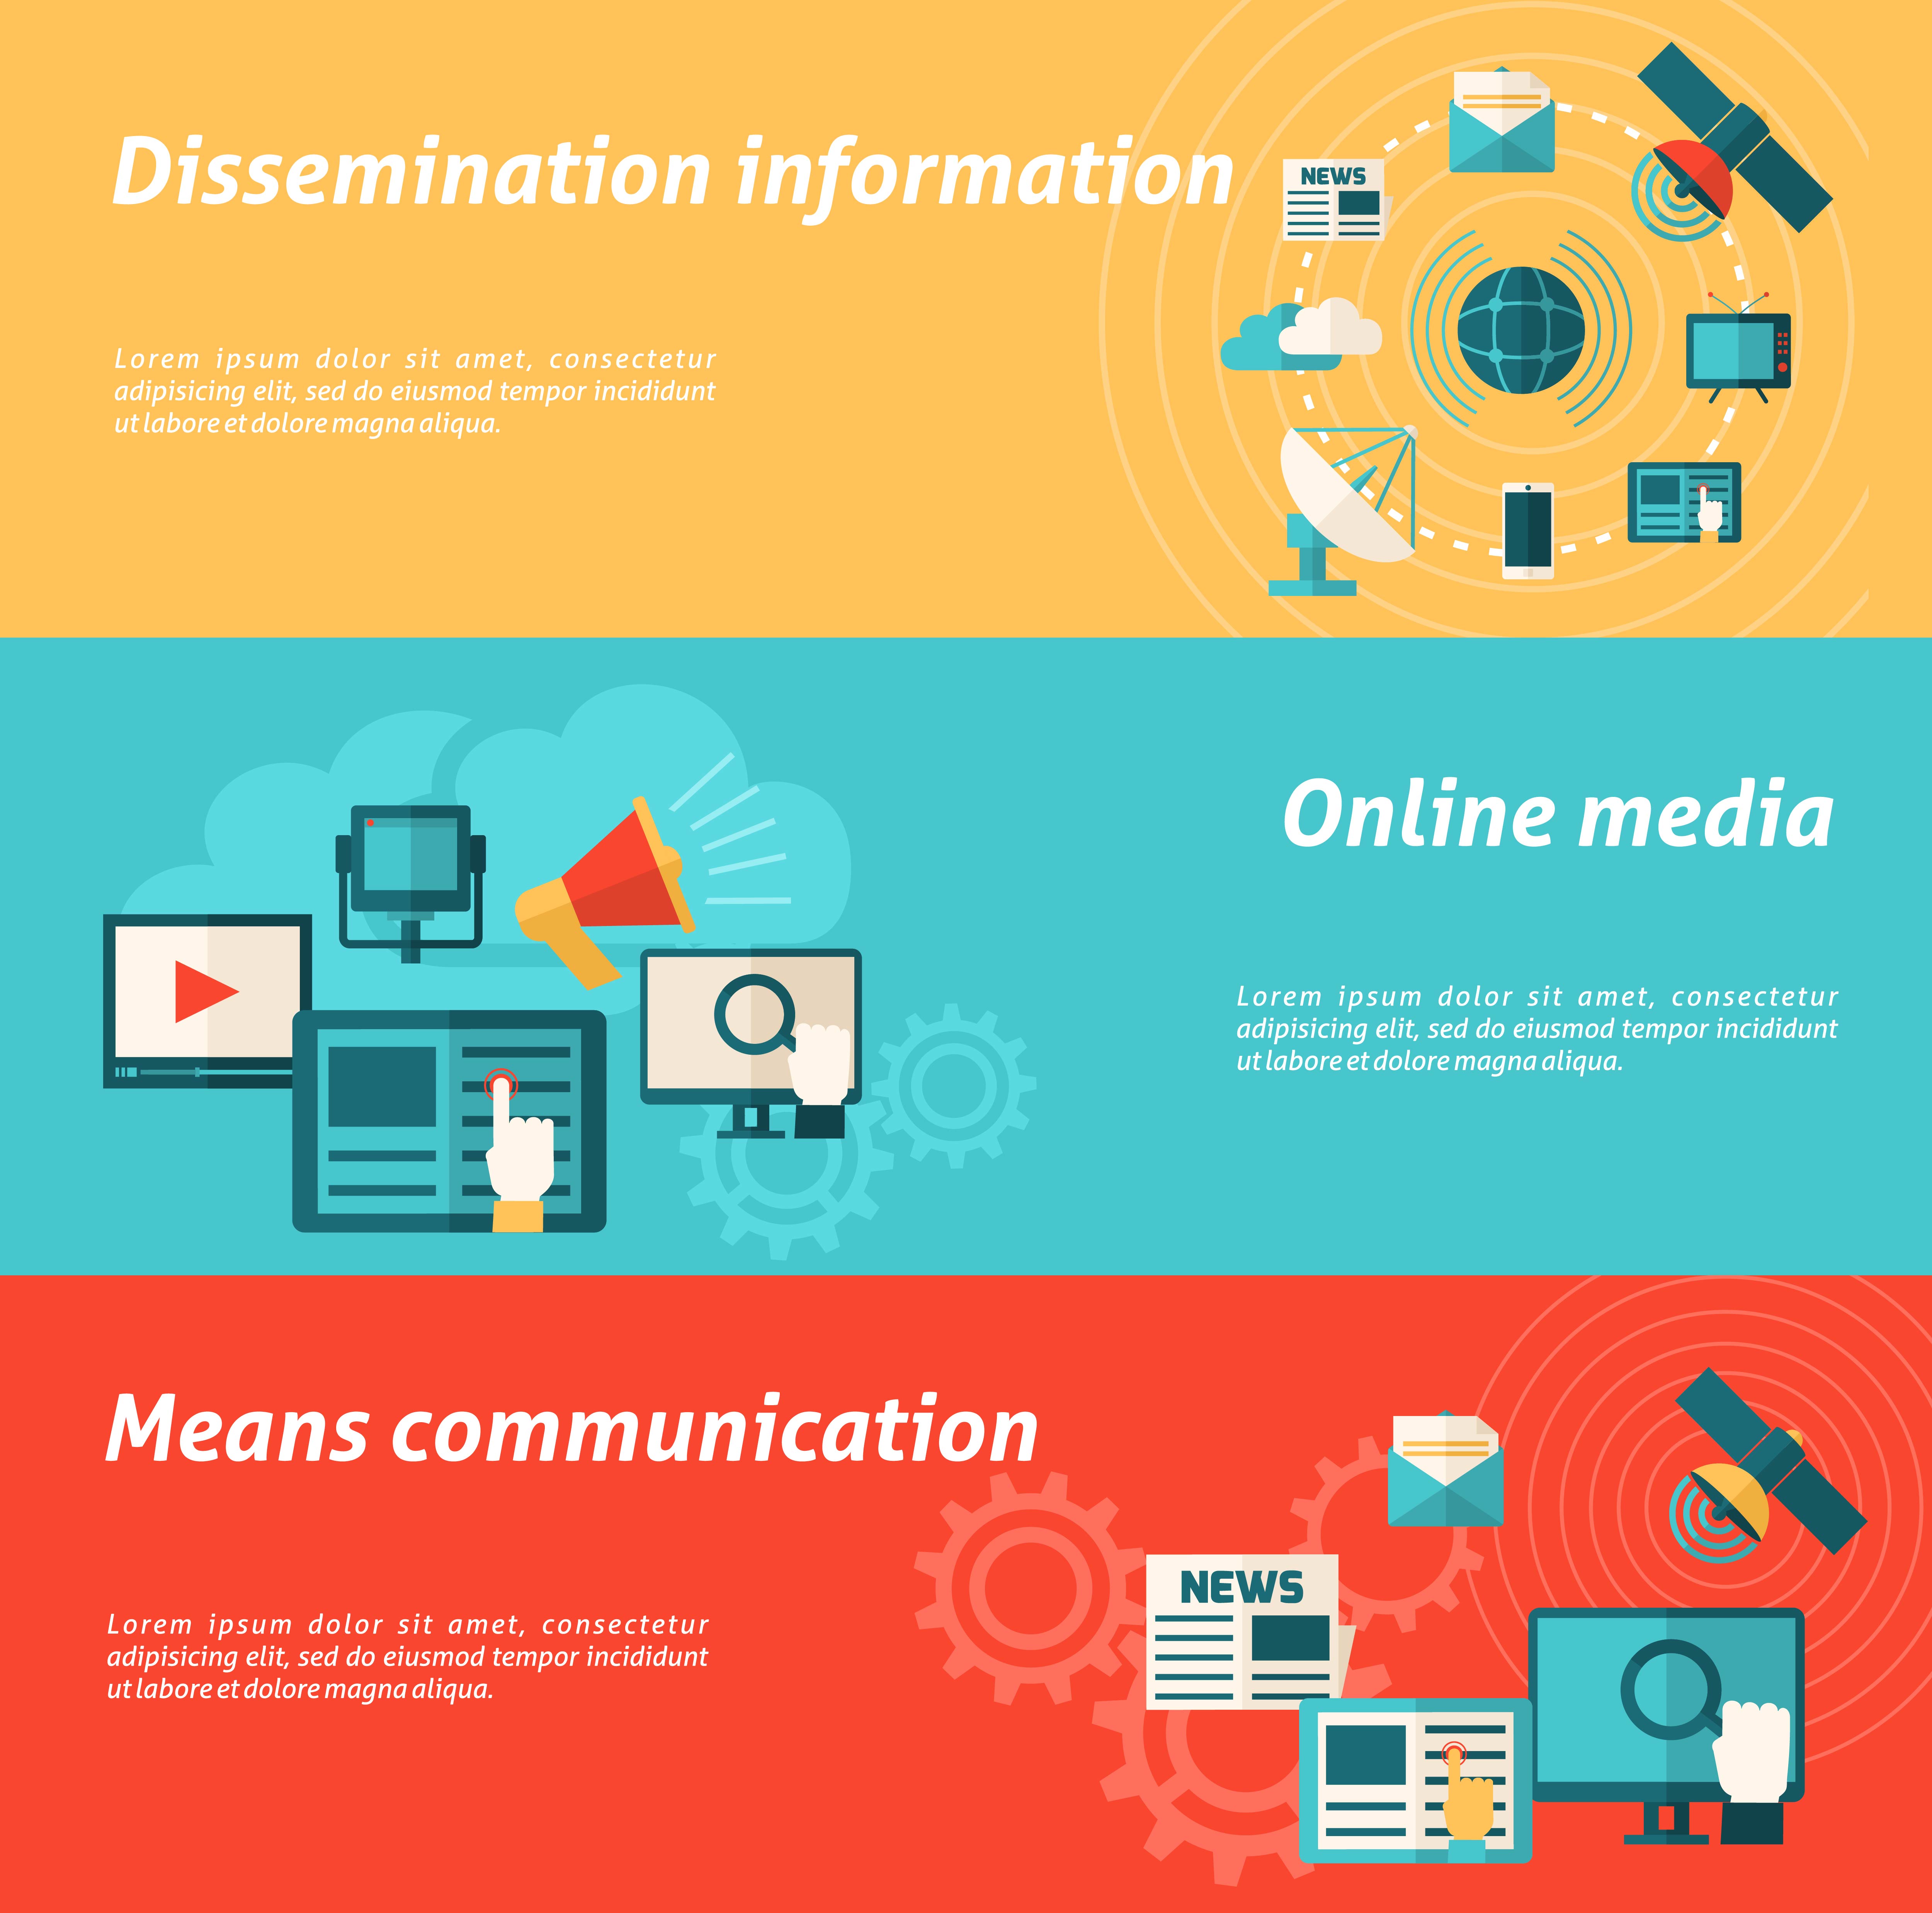 Dissemination information
NEWS
Lorem ipsum dolor sit amet, consectetur
adipisicing elit, sed do eiusmod tempor incididunt
ut labore et dolore magna aliqua.
Online media
Lorem ipsum dolor sit amet, consectetur
adipisicing elit, sed do eiusmod tempor incididunt
ut labore et dolore magna aliqua.
Means communication
NEWS
Lorem ipsum dolor sit amet, consectetur
adipisicing elit, sed do eiusmod tempor incididunt
ut labore et dolore magna aliqua.